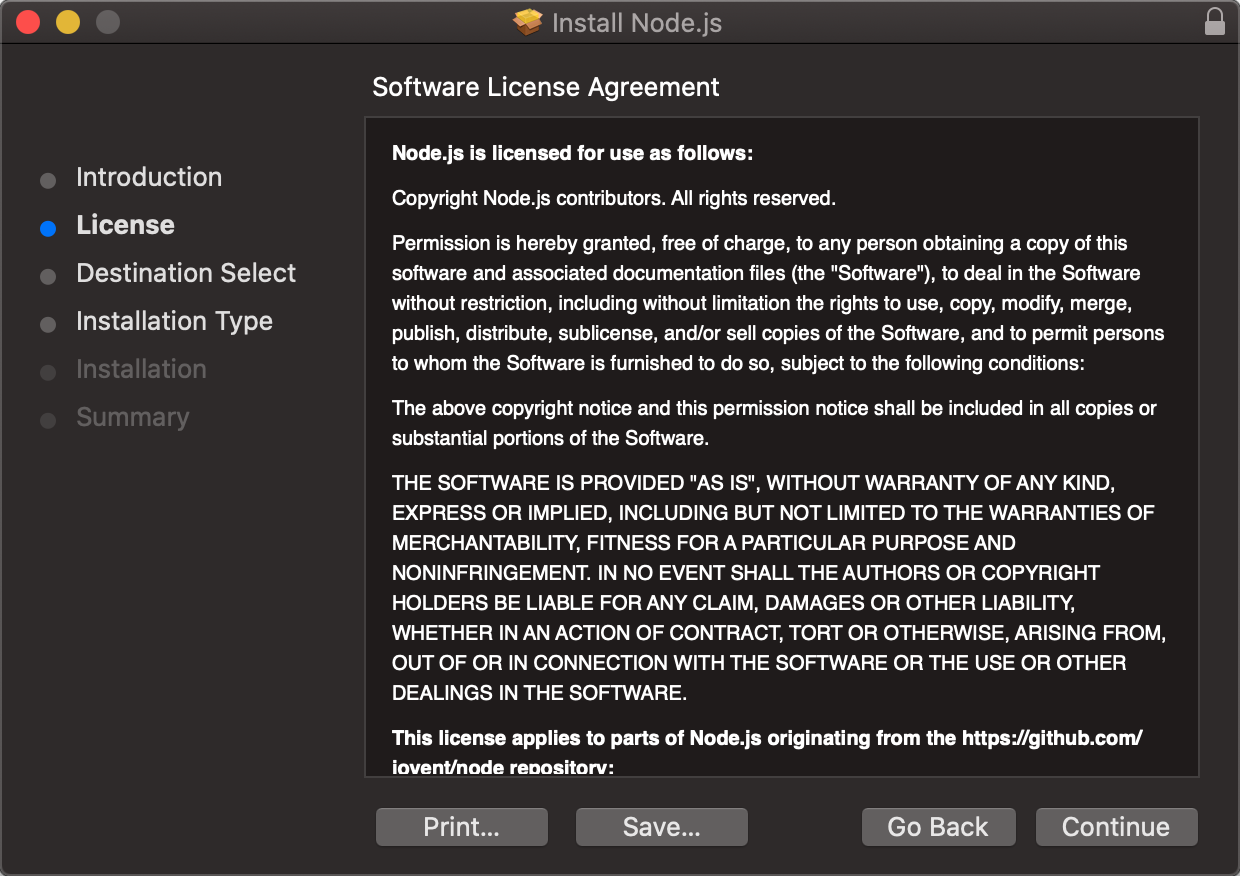 Install Node.js
Software License Agreement
Introduction
License
Destination Select
Installation Type
Installation
Summary
Node.js is licensed for use as follows:
Copyright Node.js contributors. All rights reserved.
Permission is hereby granted, free of charge, to any person obtaining a copy of this
software and associated documentation files (the "Software"), to deal in the Software
without restriction, including without limitation the rights to use, copy, modify, merge,
publish, distribute, sublicense, and/or sell copies of the Software, and to permit persons
to whom the Software is furnished to do so, subject to the following conditions:
The above copyright notice and this permission notice shall be included in all copies or
substantial portions of the Software.
THE SOFTWARE IS PROVIDED "AS IS", WITHOUT WARRANTY OF ANY KIND,
EXPRESS OR IMPLIED, INCLUDING BUT NOT LIMITED TO THE WARRANTIES OF
MERCHANTABILITY, FITNESS FOR A PARTICULAR PURPOSE AND
NONINFRINGEMENT. IN NO EVENT SHALL THE AUTHORS OR COPYRIGHT
HOLDERS BE LIABLE FOR ANY CLAIM, DAMAGES OR OTHER LIABILITY,
WHETHER IN AN ACTION OF CONTRACT, TORT OR OTHERWISE, ARISING FROM,
OUT OF OR IN CONNECTION WITH THE SOFTWARE OR THE USE OR OTHER
DEALINGS IN THE SOFTWARE.
This license applies to parts of Node.js originating from the https://github.com/
joyent/node repository:
Print...
Save...
Go Back
Continue